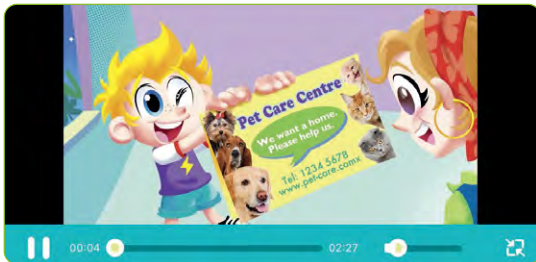 Pet Care Centre
We want a home.
Please help us.
Tel: 1234 5678
www.pet-core.comx
00:04
02:27